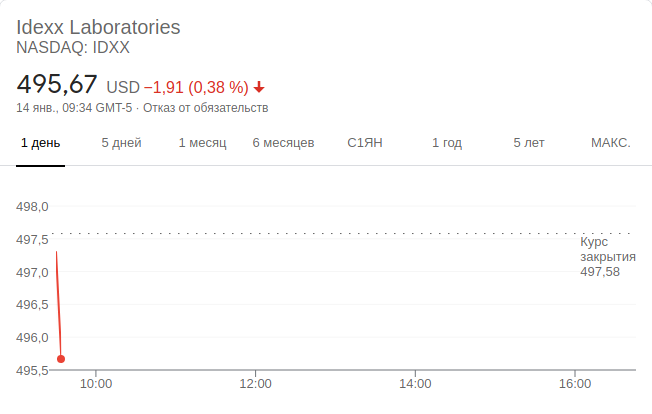 Idexx Laboratories
NASDAQ: IDXX
495,67 USD −1,91 (0,38 %)
14 янв., 09:34 GMT-5 · Отказ от обязательств
1 день 5 дней 1 месяц 6 месяцев С1ЯН 1 год 5 лет МАКС.
498,0
497,5
Курс
закрытия
497,58
497,0
496,5
496,0
495,5
10:00 12:00 14:00 16:00